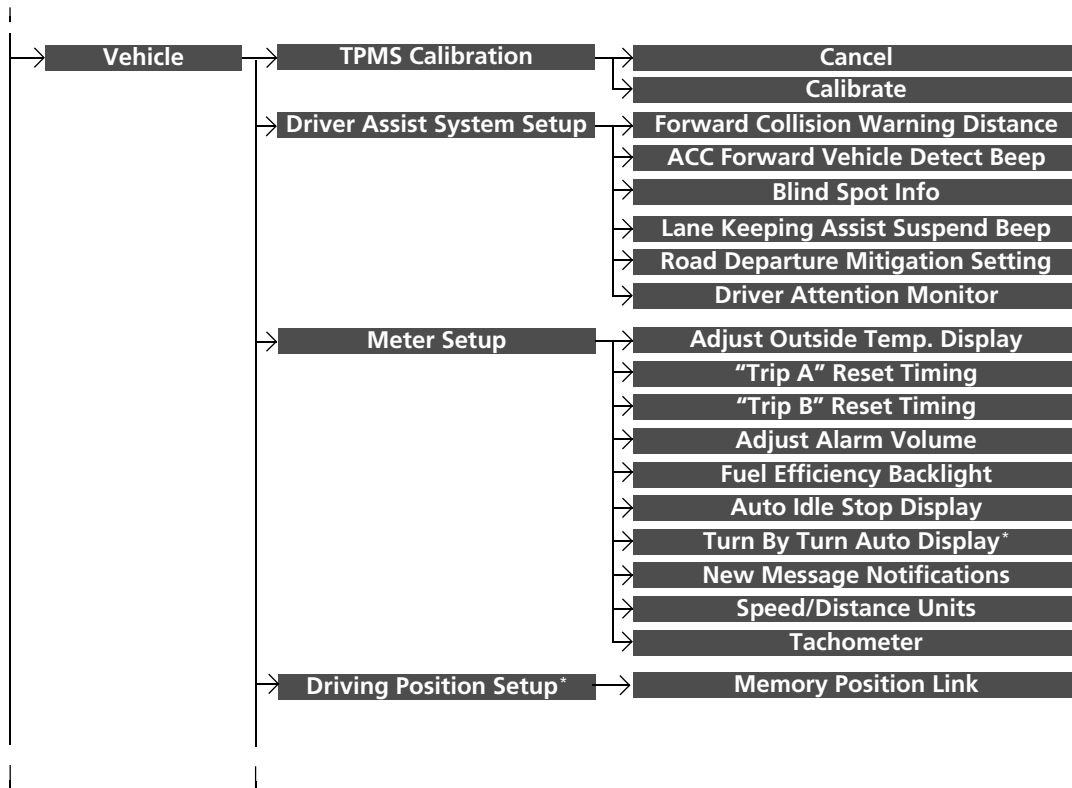 Vehicle
TPMS Calibration
Cancel
Calibrate
Driver Assist System Setup
Forward Collision Warning Distance
ACC Forward Vehicle Detect Beep
Blind Spot Info
Lane Keeping Assist Suspend Beep
Road Departure Mitigation Setting
Driver Attention Monitor
Meter Setup
Adjust Outside Temp. Display
“Trip A” Reset Timing
“Trip B” Reset Timing
Adjust Alarm Volume
Fuel Efficiency Backlight
Auto Idle Stop Display
Turn By Turn Auto Display*
New Message Notifications
Speed/Distance Units
Tachometer
Driving Position Setup*
Memory Position Link